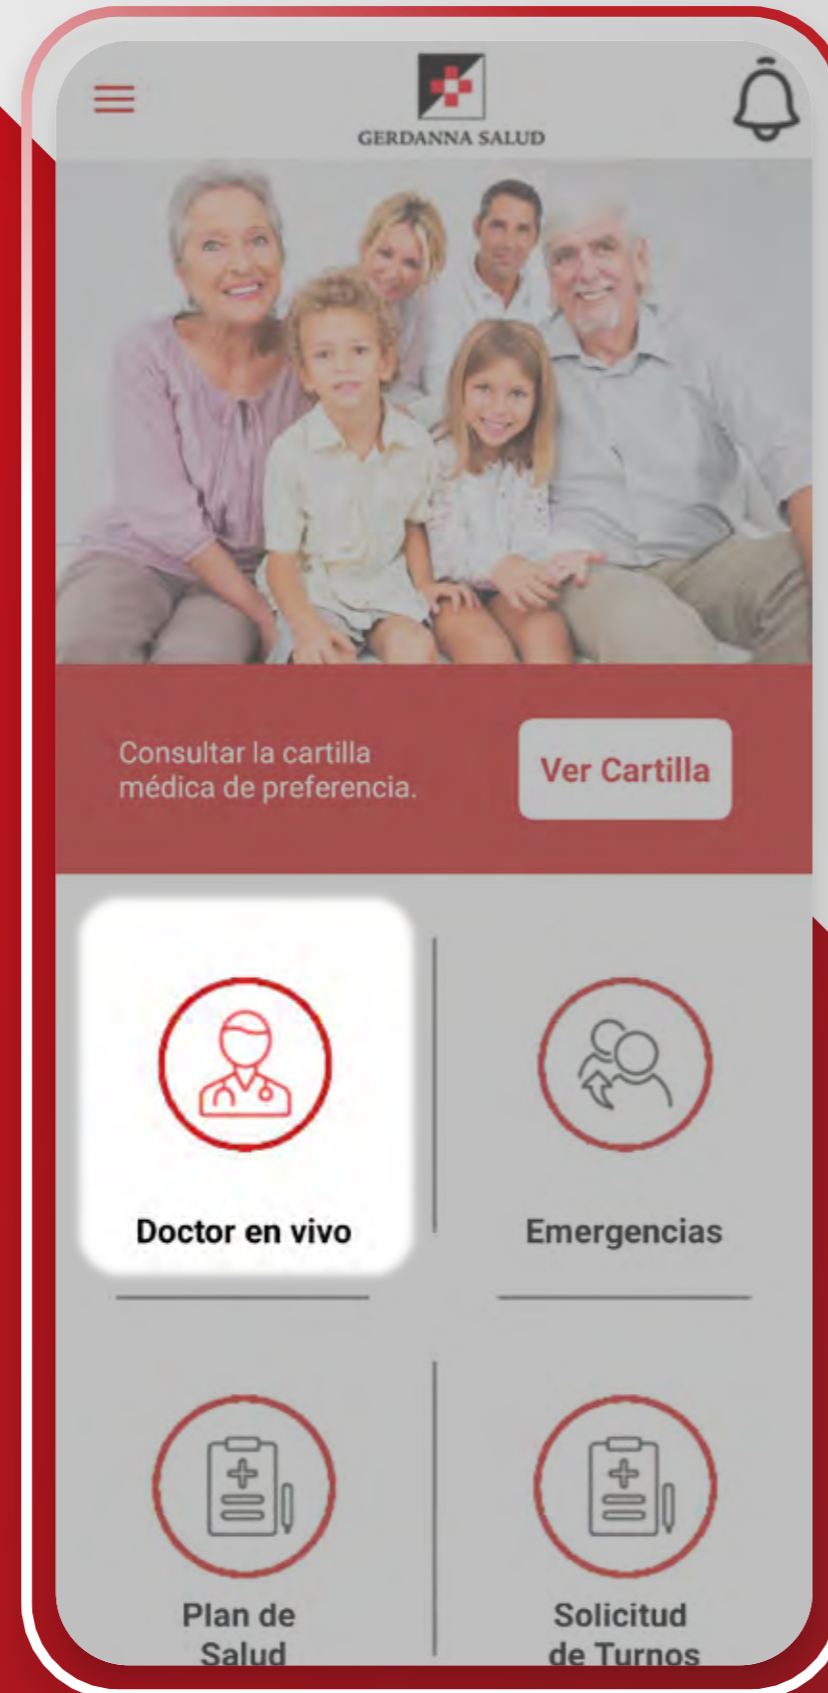 GERDANNA SALUD
Consultar la cartilla
médica de preferencia.
Ver Cartilla
Doctor en vivo
Emergencias
Plan de
Salud
Solicitud
de Turnos